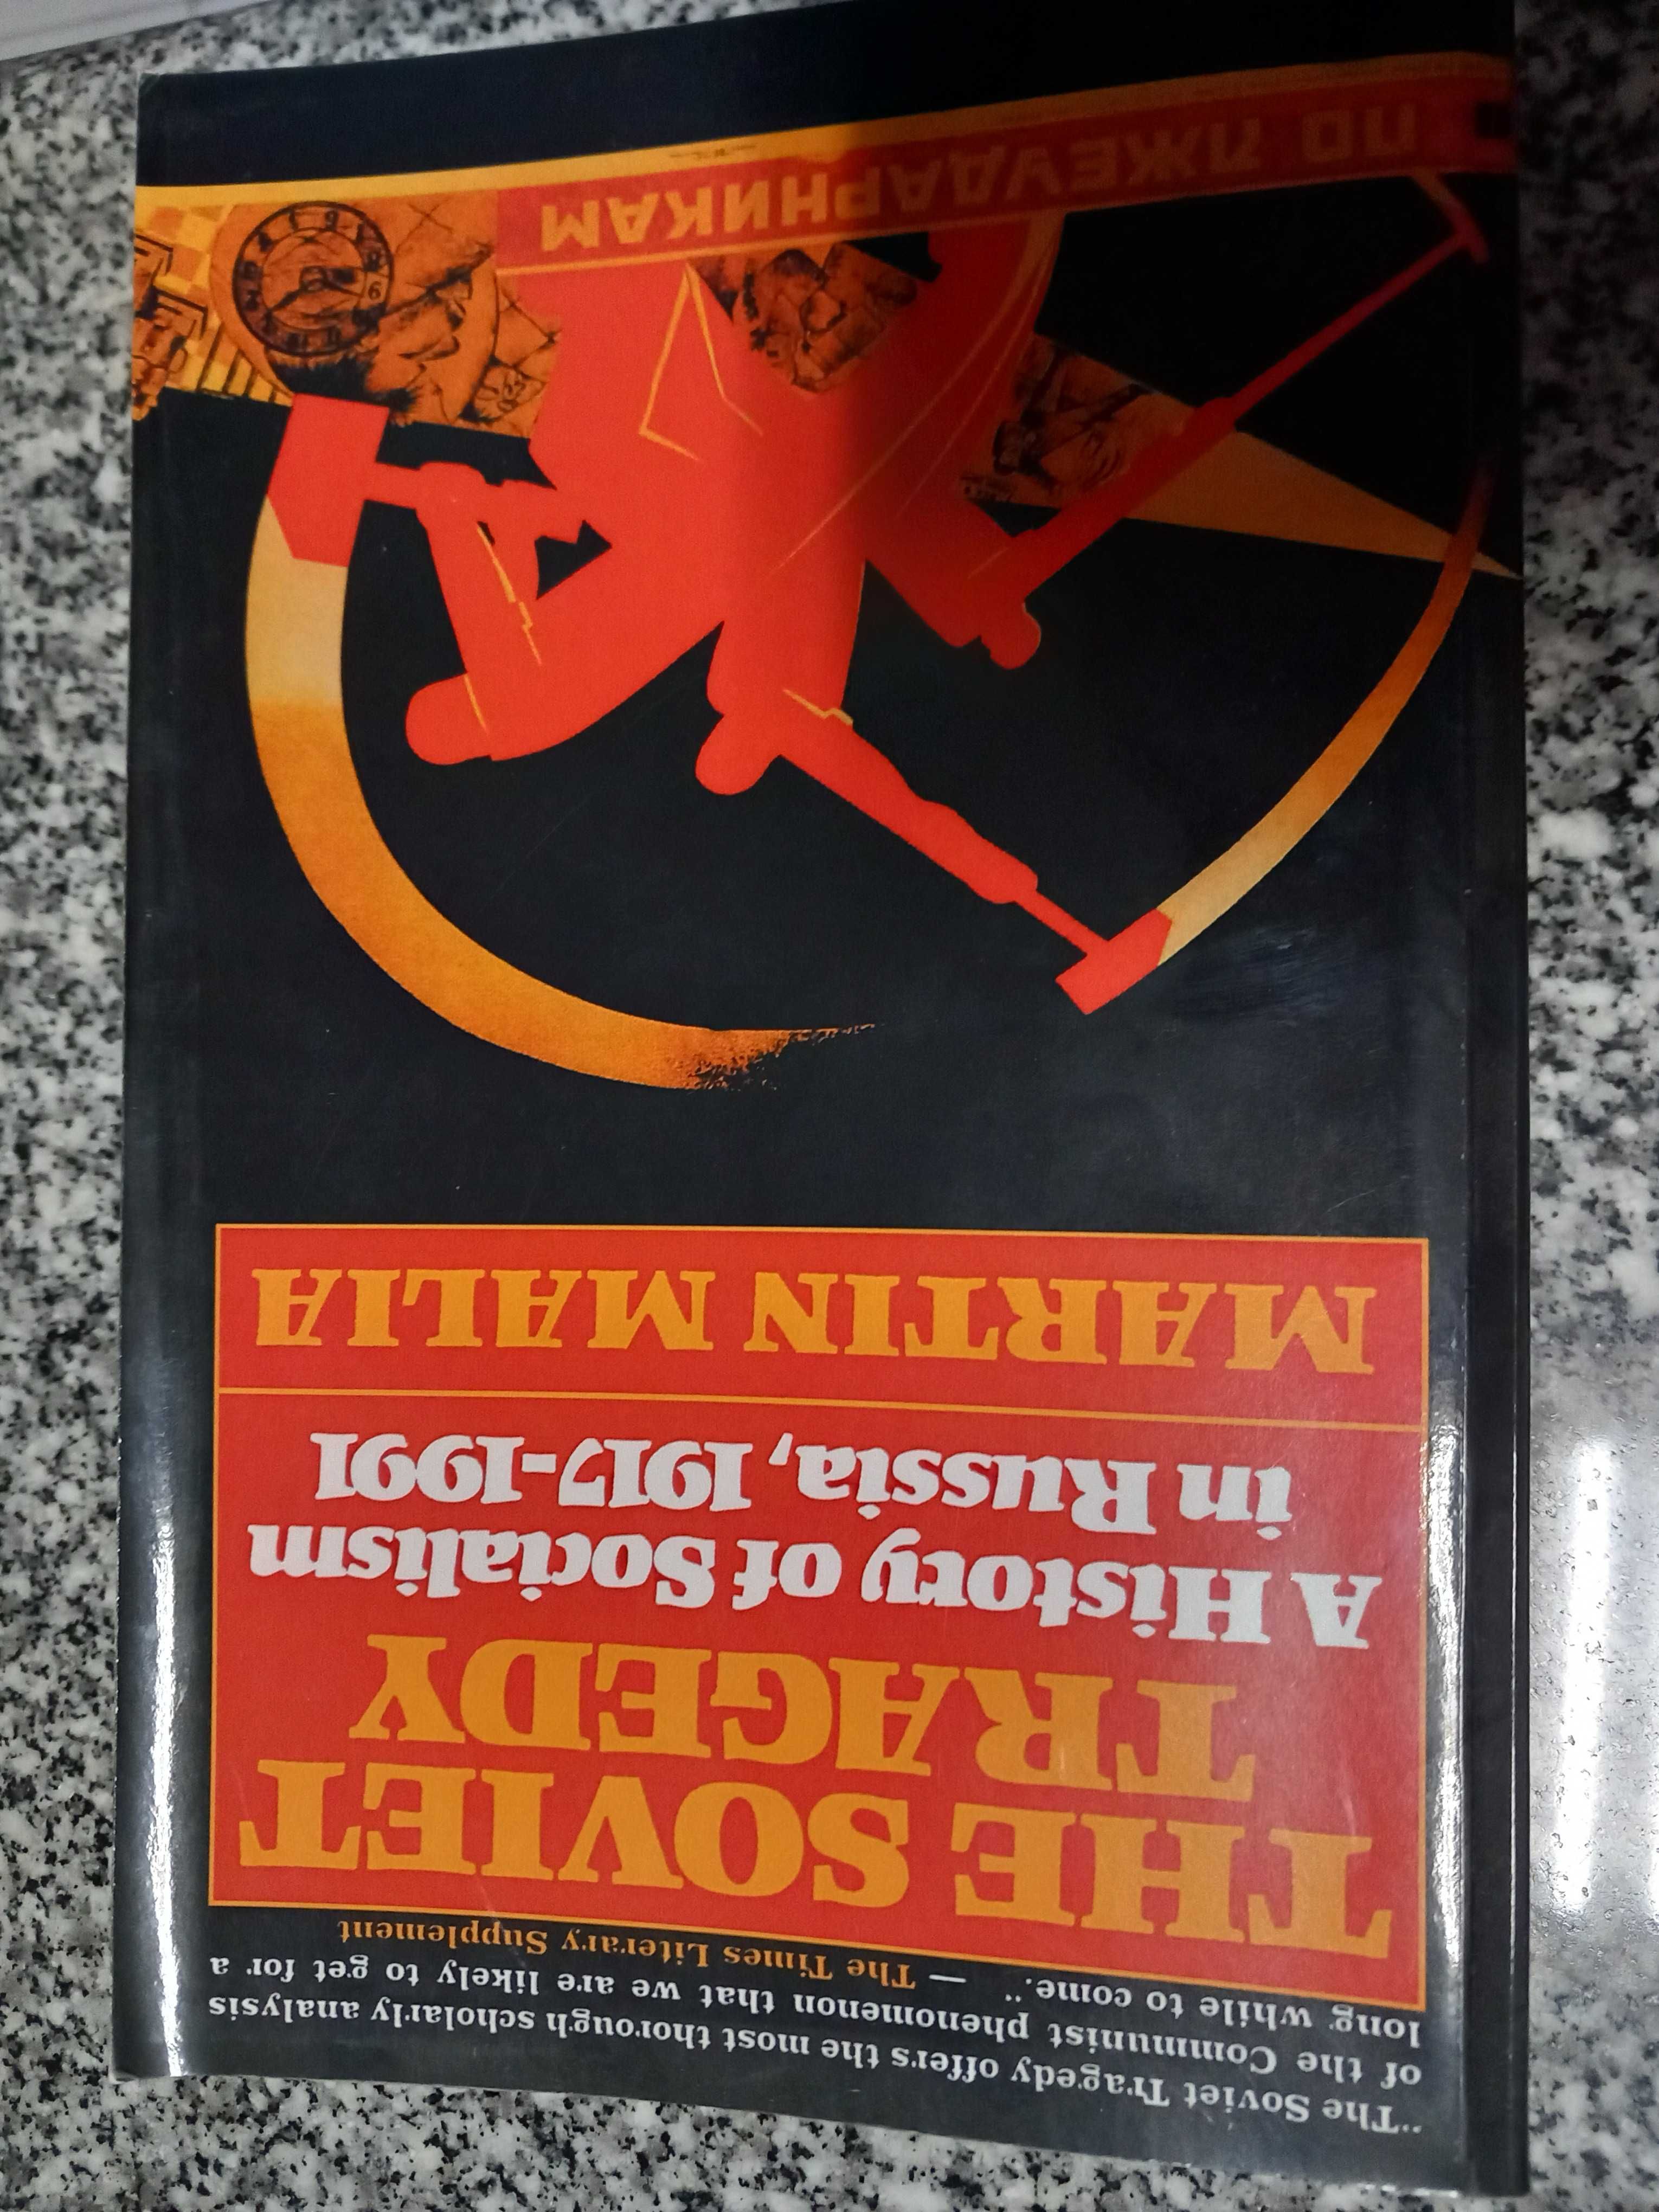 "The Soviet Tragedy offers the most thorough scholarly analysis
of the Communist phenomenon that we are likely to get for a
long while to come." — The Times Literary Supplement
THE SOVIET
TRAGEDY
A History of Socialism
in Russia, 1917-1991
MARTIN MALIA
ПО ЛЖЕУДАРНИКАМ